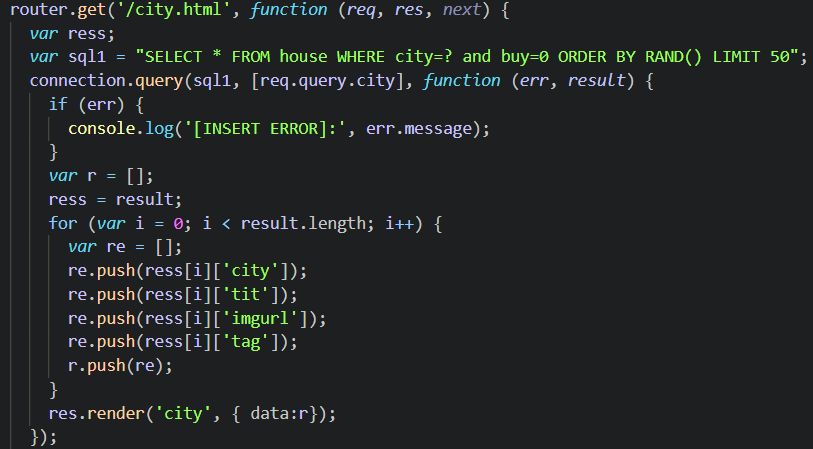 router.get('/city.html', function (req, res, next) {
  var ress;
  var sql1 = "SELECT * FROM house WHERE city=? and buy=0 ORDER BY RAND() LIMIT 50";
  connection.query(sql1, [req.query.city], function (err, result) {
    if (err) {
      console.log('[INSERT ERROR]:', err.message);
    }
    var r = [];
    ress = result;
    for (var i = 0; i < result.length; i++) {
      var re = [];
      re.push(ress[i]['city']);
      re.push(ress[i]['tit']);
      re.push(ress[i]['imgurl']);
      re.push(ress[i]['tag']);
      r.push(re);
    }
    res.render('city', { data:r});
  });